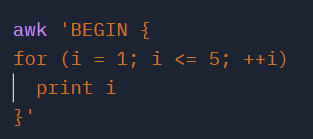 awk 'BEGIN {
for (i = 1; i <= 5; ++i)
  print i
}'